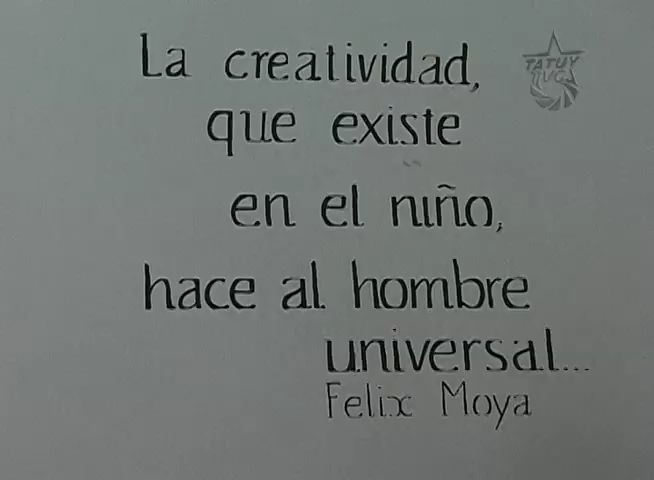 La creatividad,
que existe
en el niño,
hace al hombre
universal...
Felix Moya
TATUY
TVC